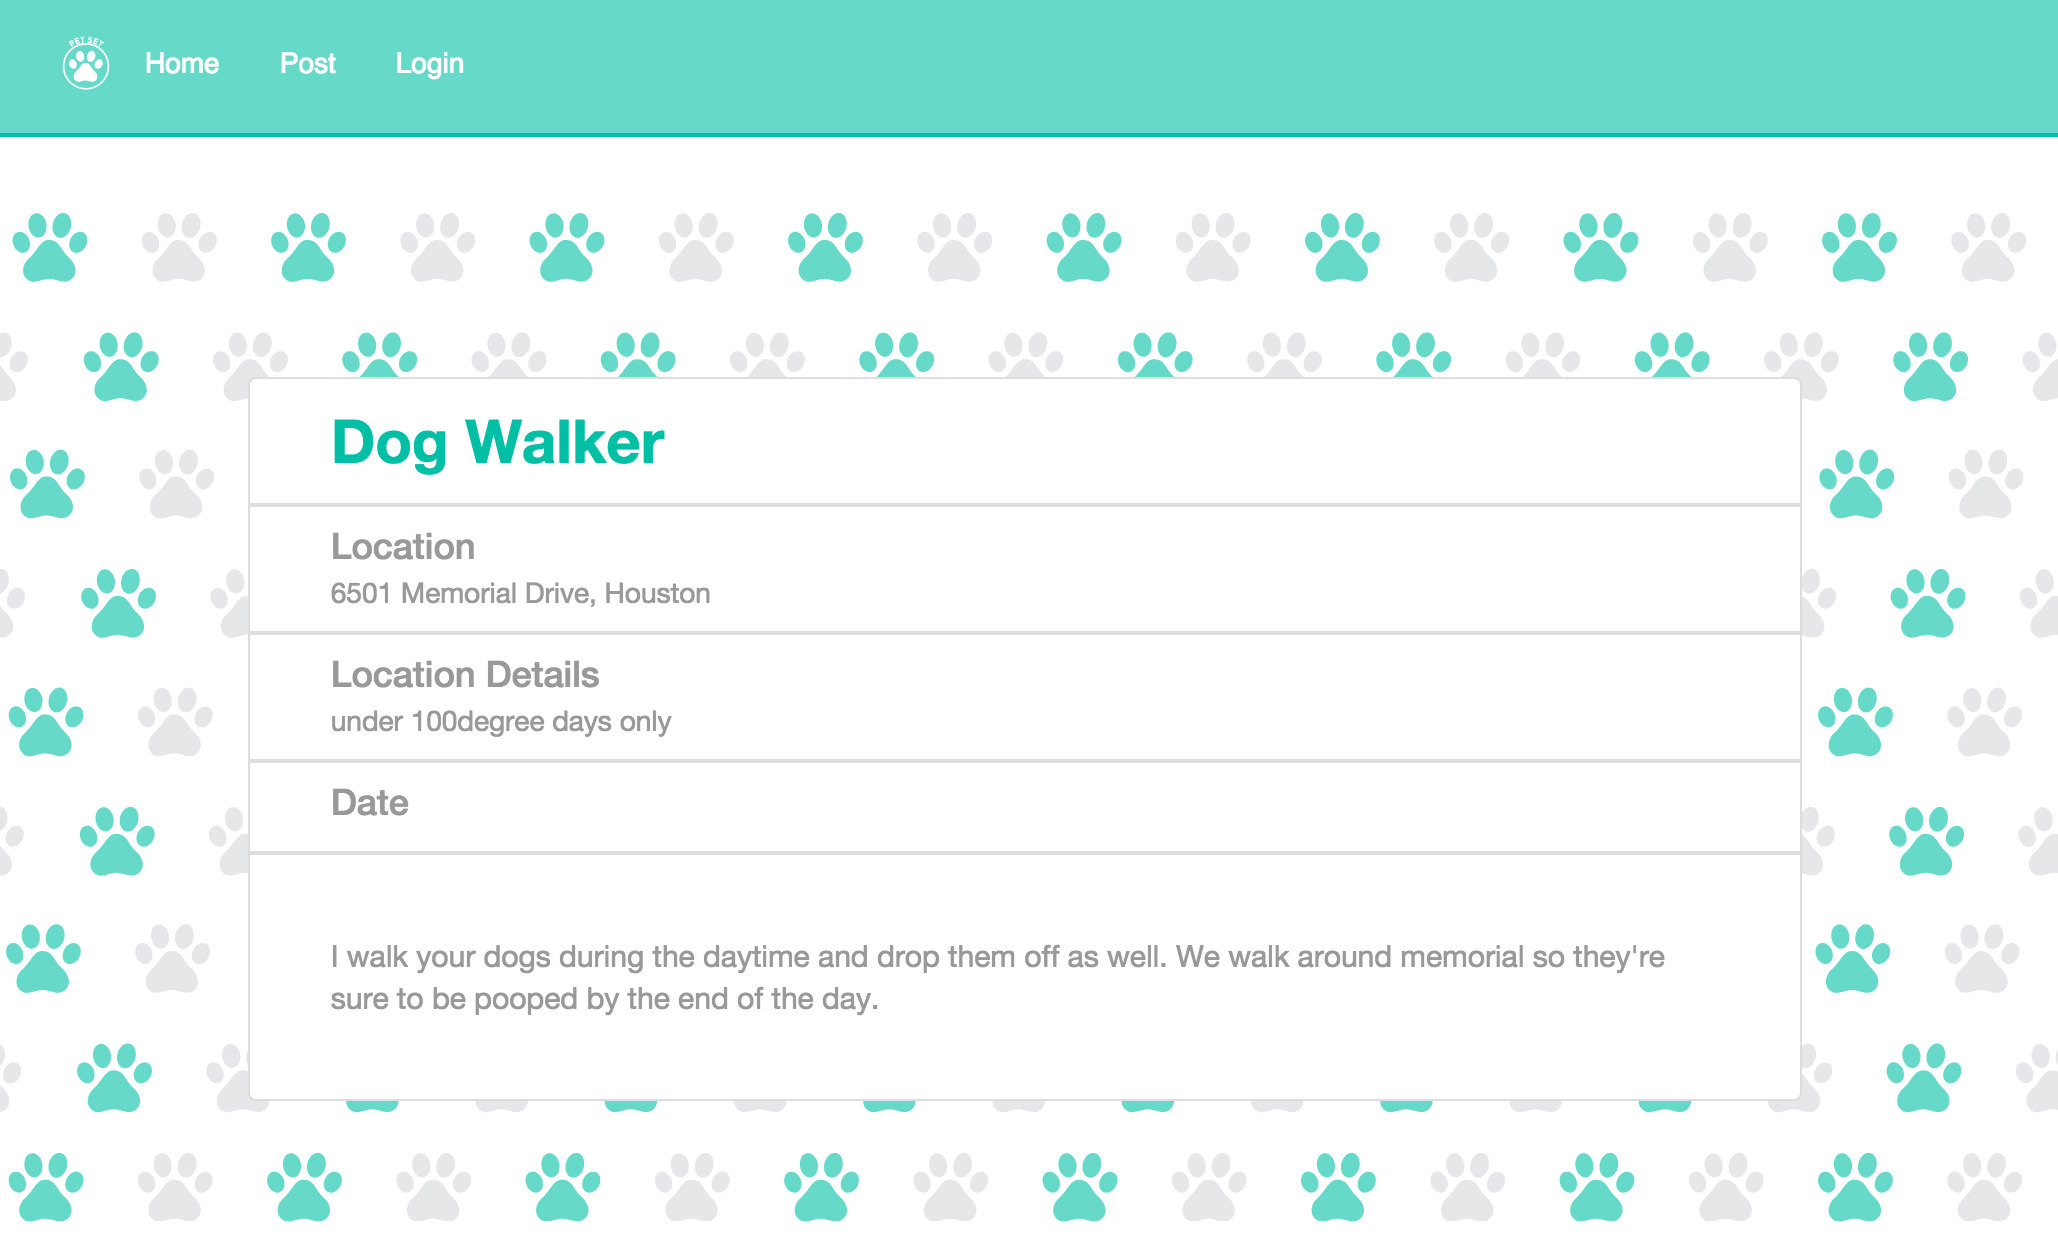 PET SET
Home Post Login
Dog Walker
Location
6501 Memorial Drive, Houston
Location Details
under 100degree days only
Date
I walk your dogs during the daytime and drop them off as well. We walk around memorial so they're
sure to be pooped by the end of the day.